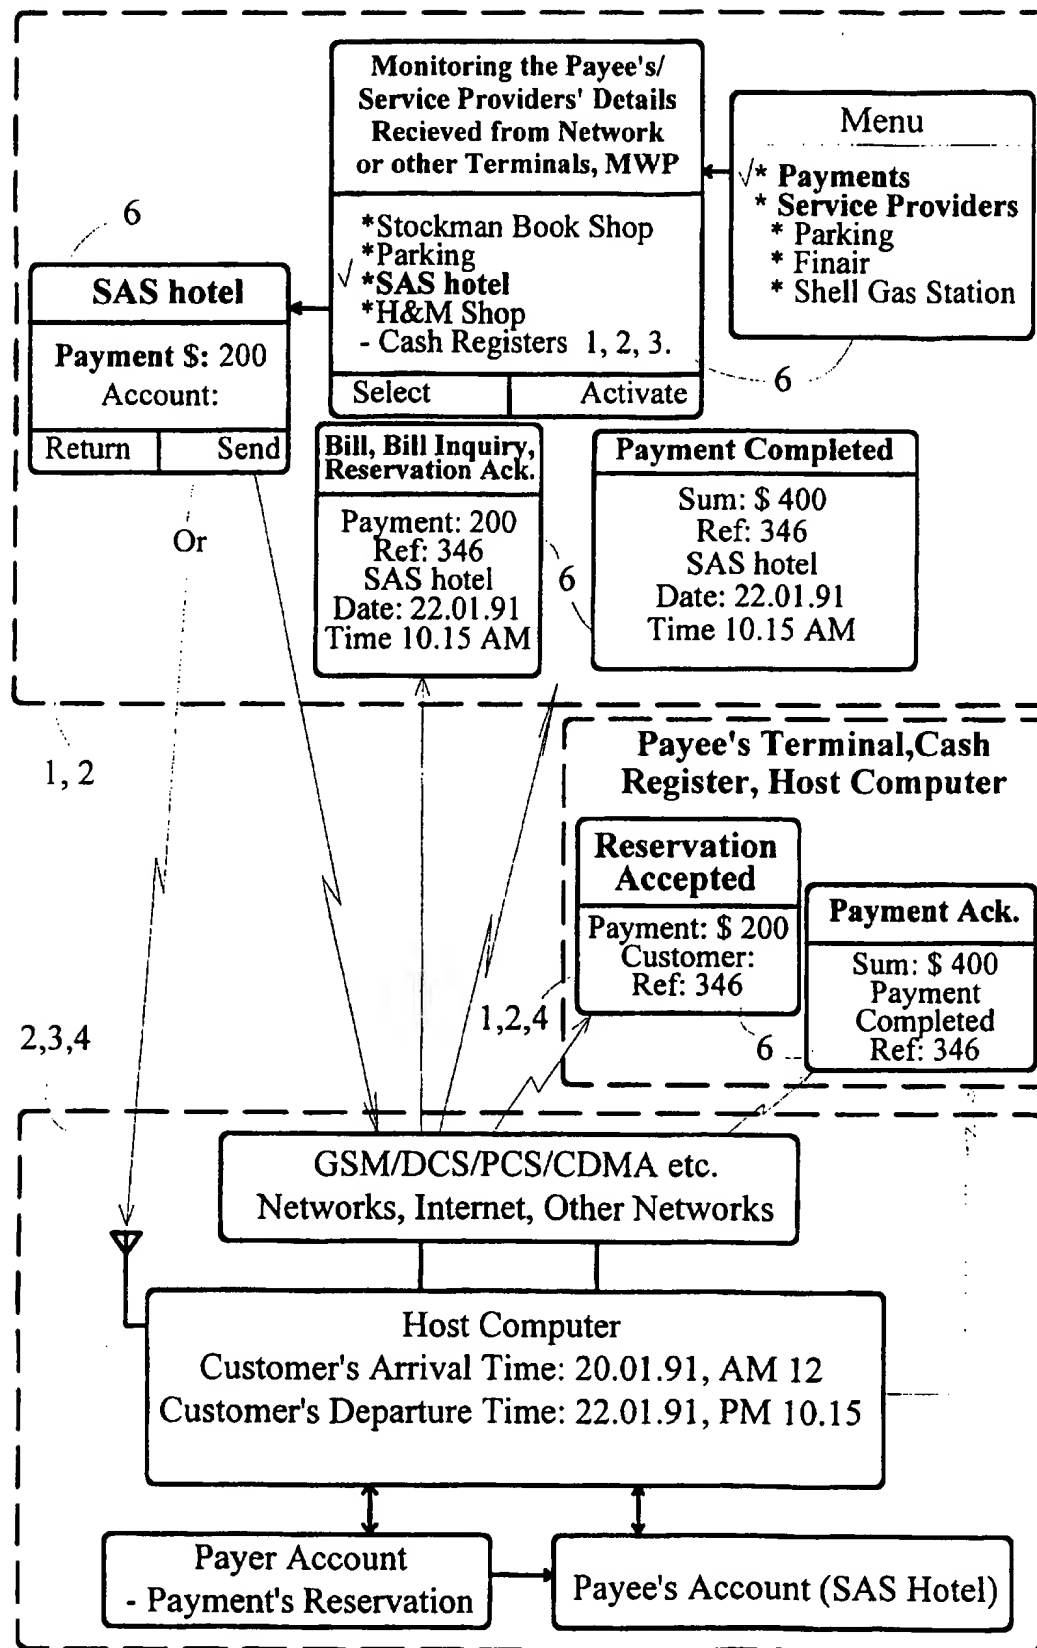 Monitoring the Payee's/
Service Providers' Details
Recieved from Network
or other Terminals, MWP
*Stockman Book Shop
*Parking
√ *SAS hotel
*H&M Shop
- Cash Registers 1, 2, 3.
Select Activate
Menu
√* Payments
* Service Providers
* Parking
* Finair
* Shell Gas Station
6
6
SAS hotel
Payment $: 200
Account:
Return Send
Or
Bill, Bill Inquiry,
Reservation Ack.
Payment: 200
Ref: 346
SAS hotel
Date: 22.01.91
Time 10.15 AM
6
Payment Completed
Sum: $ 400
Ref: 346
SAS hotel
Date: 22.01.91
Time 10.15 AM
1, 2
Payee's Terminal,Cash
Register, Host Computer
Reservation
Accepted
Payment: $ 200
Customer:
Ref: 346
Payment Ack.
Sum: $ 400
Payment
Completed
Ref: 346
1,2,4
6
2,3,4
GSM/DCS/PCS/CDMA etc.
Networks, Internet, Other Networks
Host Computer
Customer's Arrival Time: 20.01.91, AM 12
Customer's Departure Time: 22.01.91, PM 10.15
Payer Account
- Payment's Reservation
Payee's Account (SAS Hotel)